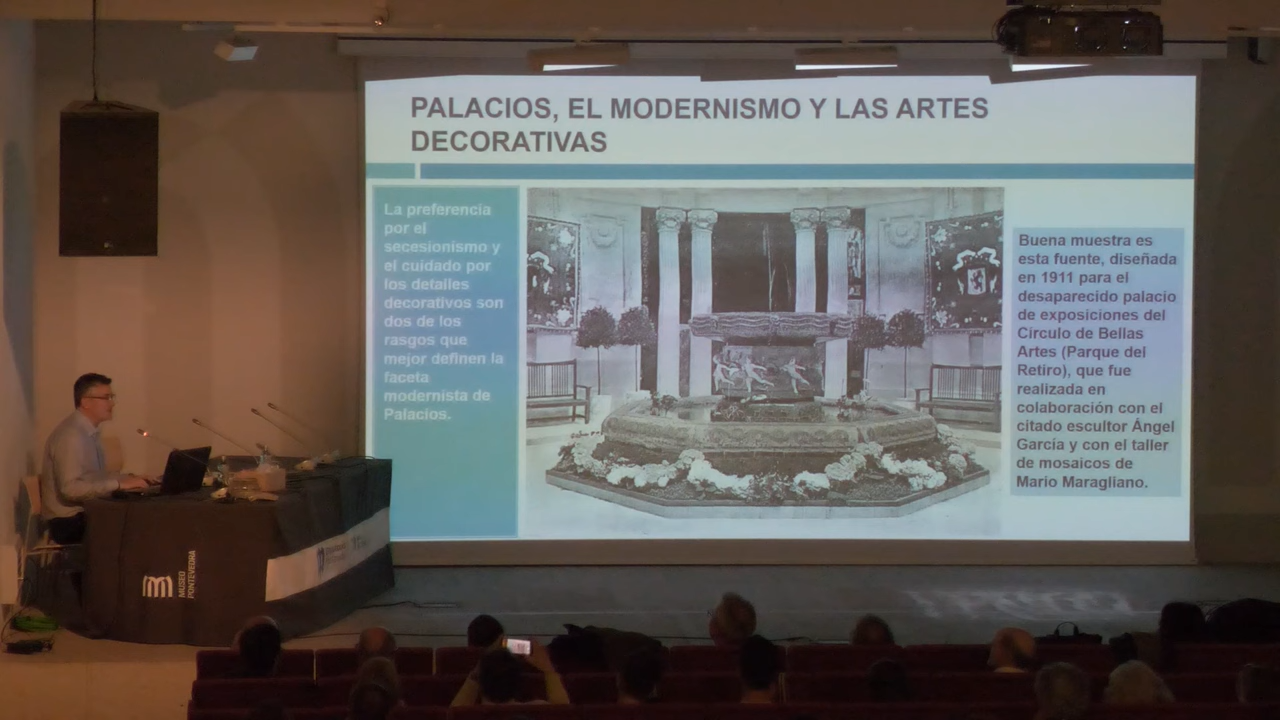 PALACIOS, EL MODERNISMO Y LAS ARTES
DECORATIVAS
La preferencia
por el
secesionismo y
el cuidado por
los detalles
decorativos son
dos de los
rasgos que
mejor definen la
faceta
modernista de
Palacios.
Buena muestra es
esta fuente, diseñada
en 1911 para el
desaparecido palacio
de exposiciones del
Círculo de Bellas
Artes (Parque del
Retiro), que fue
realizada en
colaboración con el
citado escultor Ángel
García y con el taller
de mosaicos de
Mario Maragliano.
MUSEO
PONTEVEDRA